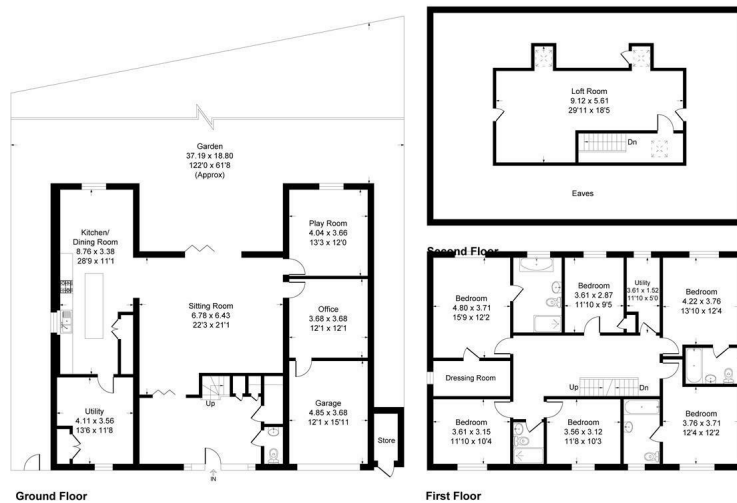 Garden
37.19 x 18.80
122'0 x 61'8
(Approx)
Kitchen/
Dining Room
8.76 x 3.38
28'9 x 11'1
Play Room
4.04 x 3.66
13'3 x 12'0
Sitting Room
6.78 x 6.43
22'3 x 21'1
Office
3.68 x 3.68
12'1 x 12'1
Utility
4.11 x 3.56
13'6 x 11'8
Up
Garage
4.85 x 3.68
12'1 x 15'11
Store
IN
Ground Floor
Loft Room
9.12 x 5.61
29'11 x 18'5
Dn
Eaves
Second Floor
Bedroom
4.80 x 3.71
15'9 x 12'2
Bedroom
3.61 x 2.87
11'10 x 9'5
Utility
3.61 x 1.52
11'10 x 5'0
Bedroom
4.22 x 3.76
13'10 x 12'4
Dressing Room
Up
Dn
Bedroom
3.61 x 3.15
11'10 x 10'4
Bedroom
3.56 x 3.12
11'8 x 10'3
Bedroom
3.76 x 3.71
12'4 x 12'2
First Floor